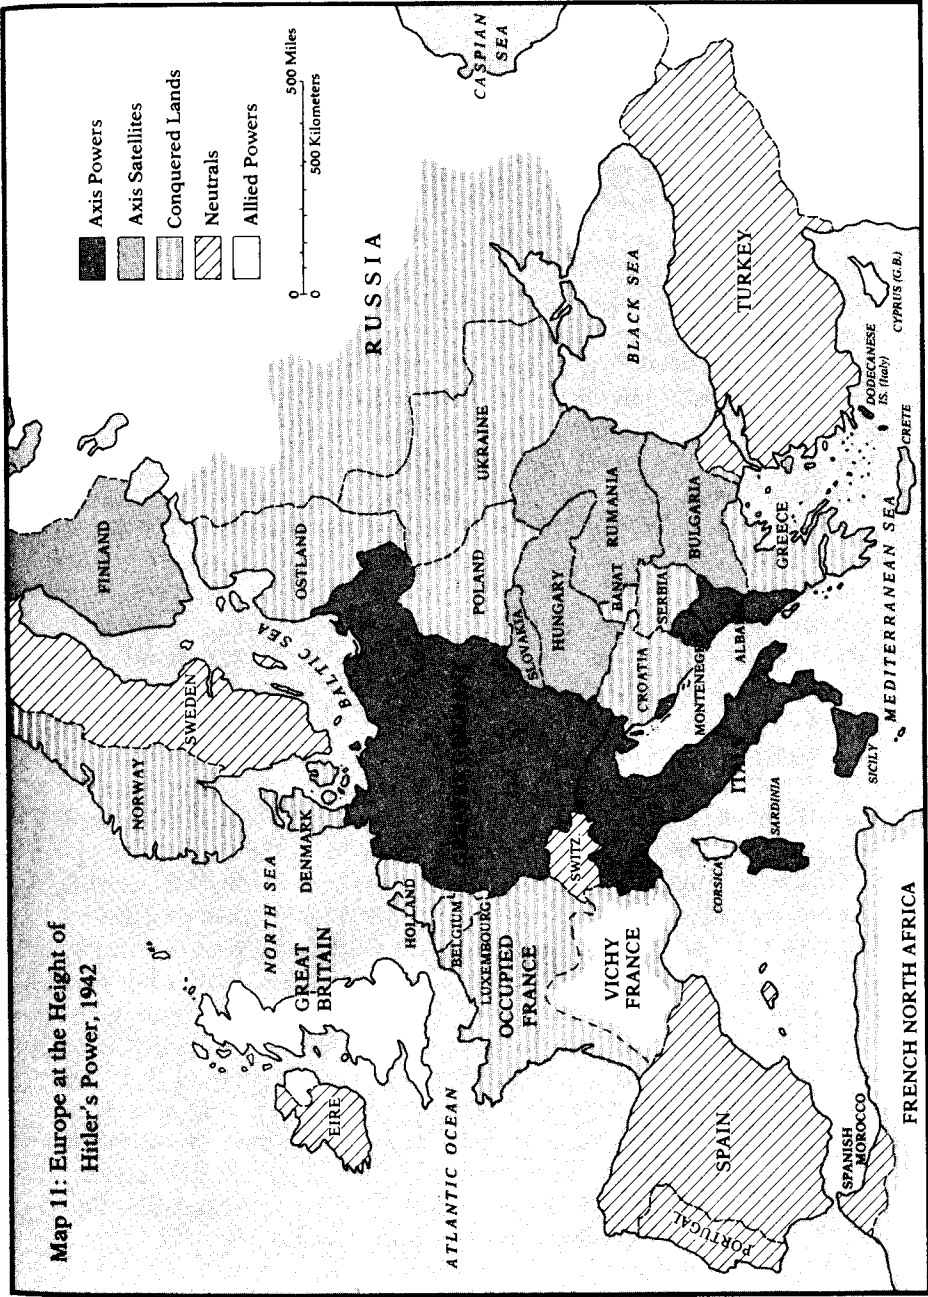 Map 11: Europe at the Height of
Hitler's Power, 1942
Axis Powers
Axis Satellites
Conquered Lands
Neutrals
Allied Powers
0 500 Miles
0 500 Kilometers
CASPIAN
SEA
RUSSIA
FINLAND
SWEDEN
NORWAY
BALTIC SEA
OSTLAND
NORTH SEA
DENMARK
GREAT
BRITAIN
EIRE
HOLLAND
BELGIUM
LUXEMBOURG
OCCUPIED
FRANCE
VICHY
FRANCE
SWITZ.
POLAND
UKRAINE
SLOVAKIA
HUNGARY
RUMANIA
BANAT
CROATIA
SERBIA
BULGARIA
MONTENEGR
ALBA
GREECE
BLACK SEA
TURKEY
ATLANTIC OCEAN
SPAIN
PORTUGAL
SPANISH
MOROCCO
FRENCH NORTH AFRICA
CORSICA
SARDINIA
ITA
SICILY
MEDITERRANEAN SEA
CRETE
DODECANESE
IS. (Italy)
CYPRUS (G.B.)